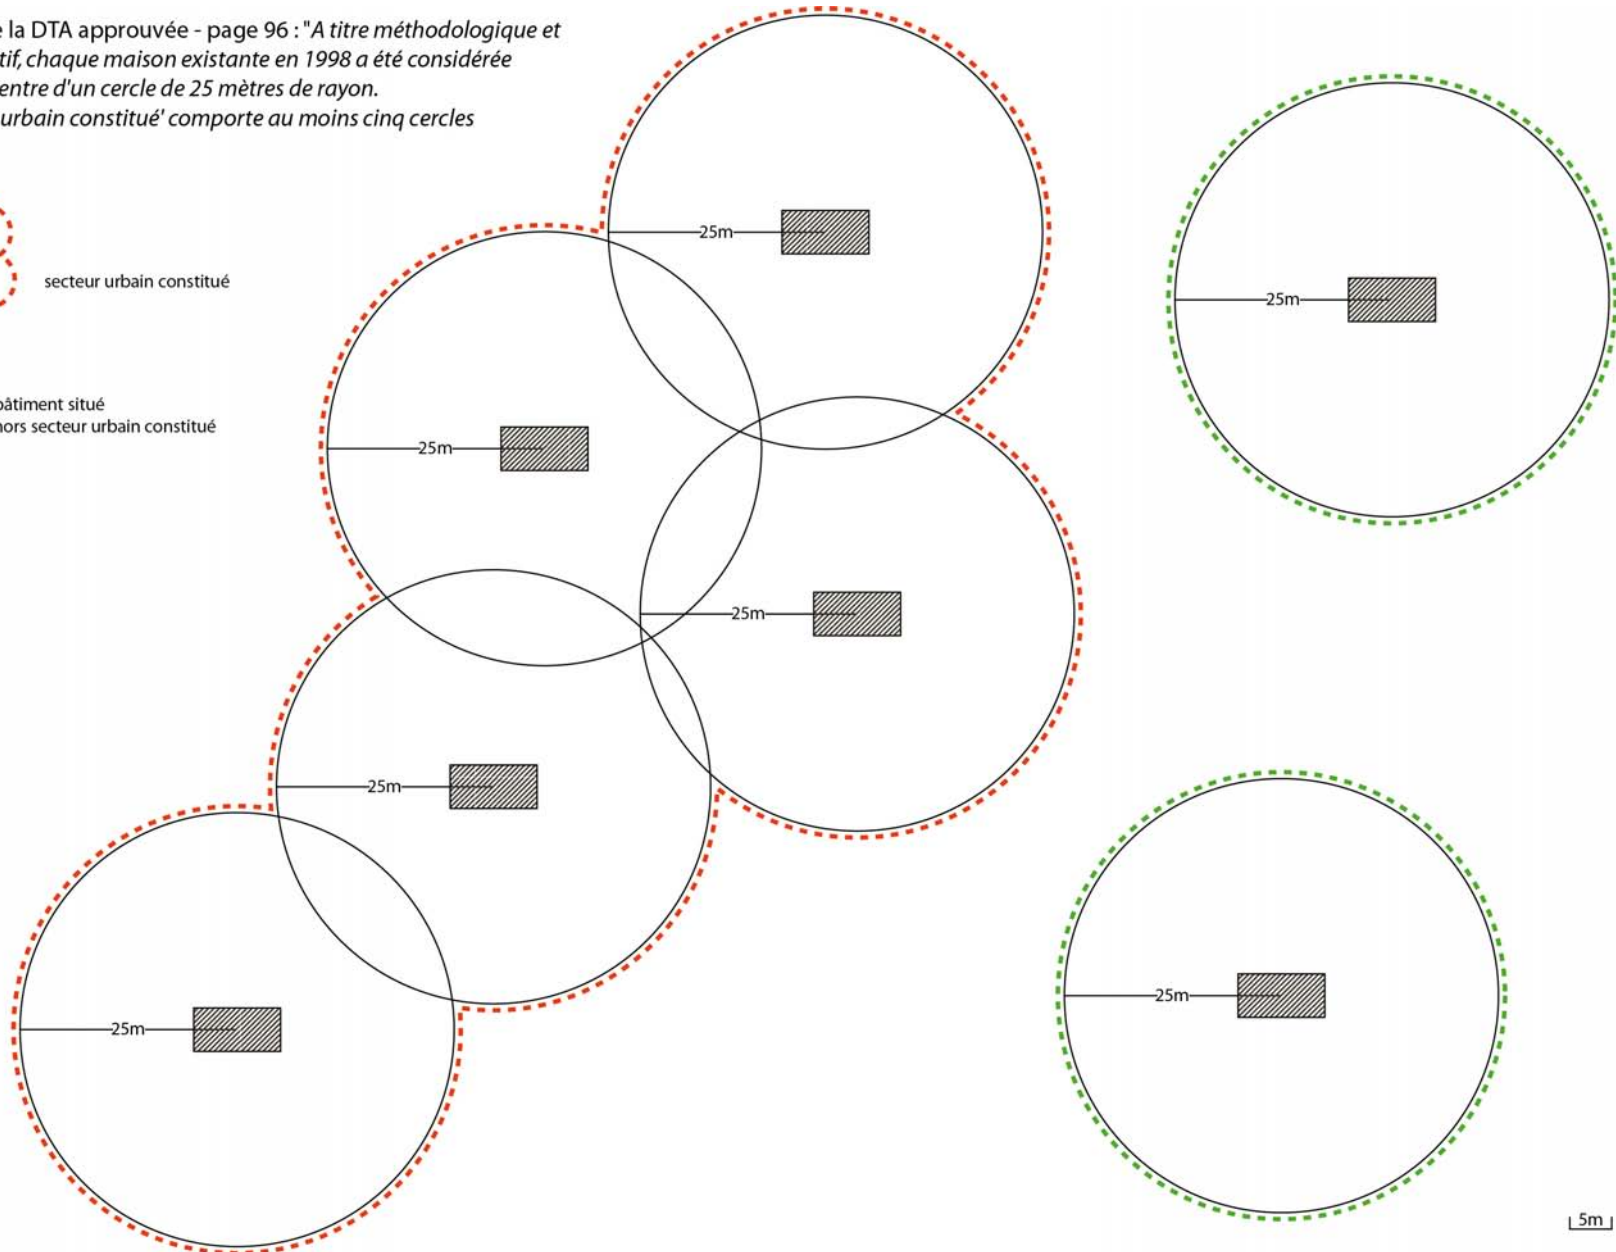 la DTA approuvée - page 96 : "A titre méthodologique et
chaque maison existante en 1998 a été considérée
d'un cercle de 25 mètres de rayon.
urbain constitué' comporte au moins cinq cercles
25m
25m
secteur urbain constitué
bâtiment situé
hors secteur urbain constitué
25m
25m
25m
25m
25m
5m